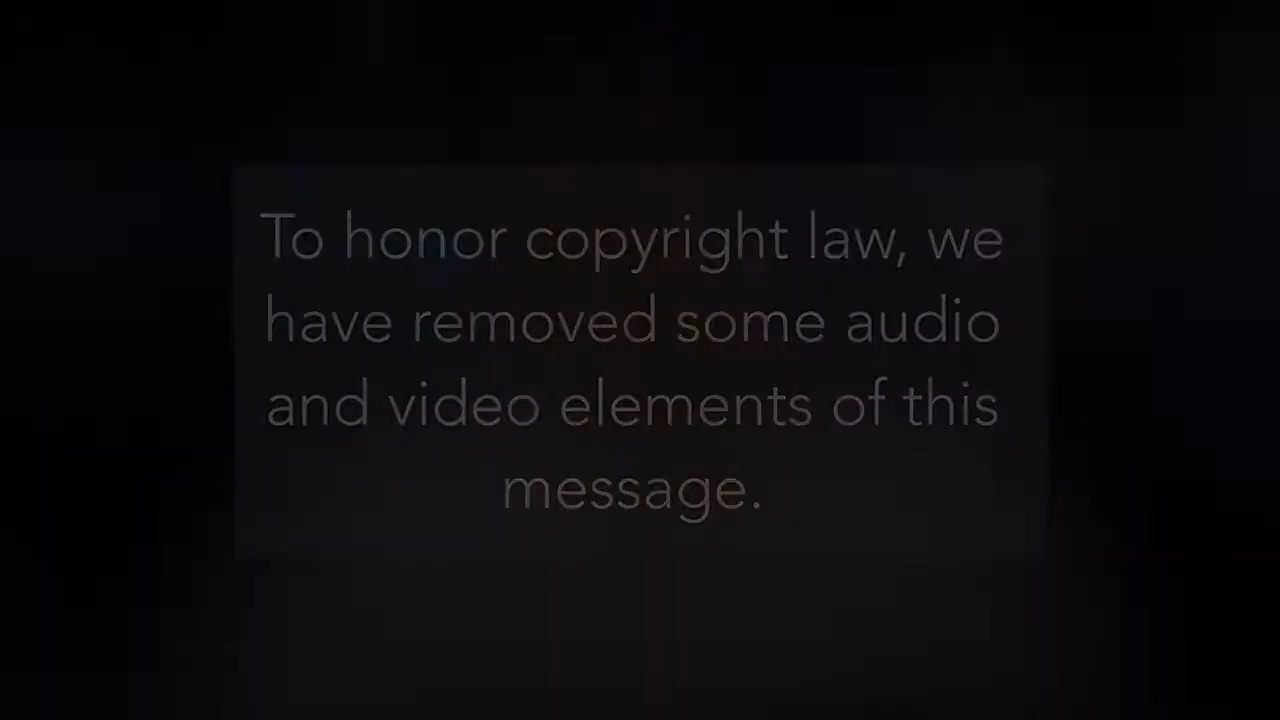 To honor copyright law, we
have removed some audio
and video elements of this
message.